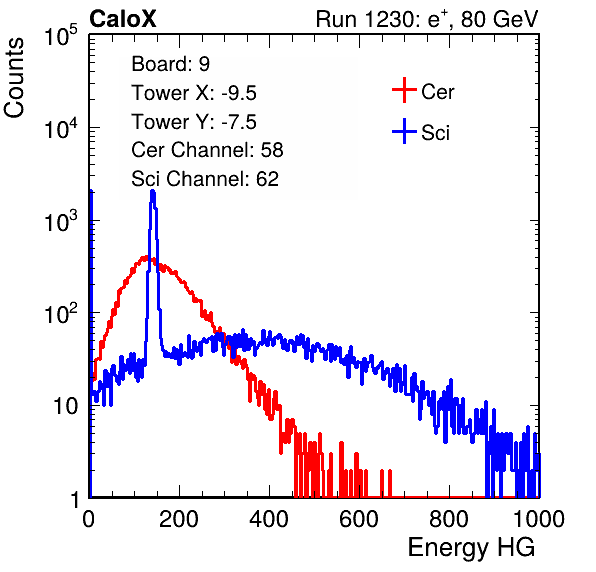 CaloX Run 1230: e⁺, 80 GeV
Counts
Board: 9
Tower X: -9.5
Tower Y: -7.5
Cer Channel: 58
Sci Channel: 62
Cer
Sci
10⁵
10⁴
10³
10²
10
1
0 200 400 600 800 1000
Energy HG